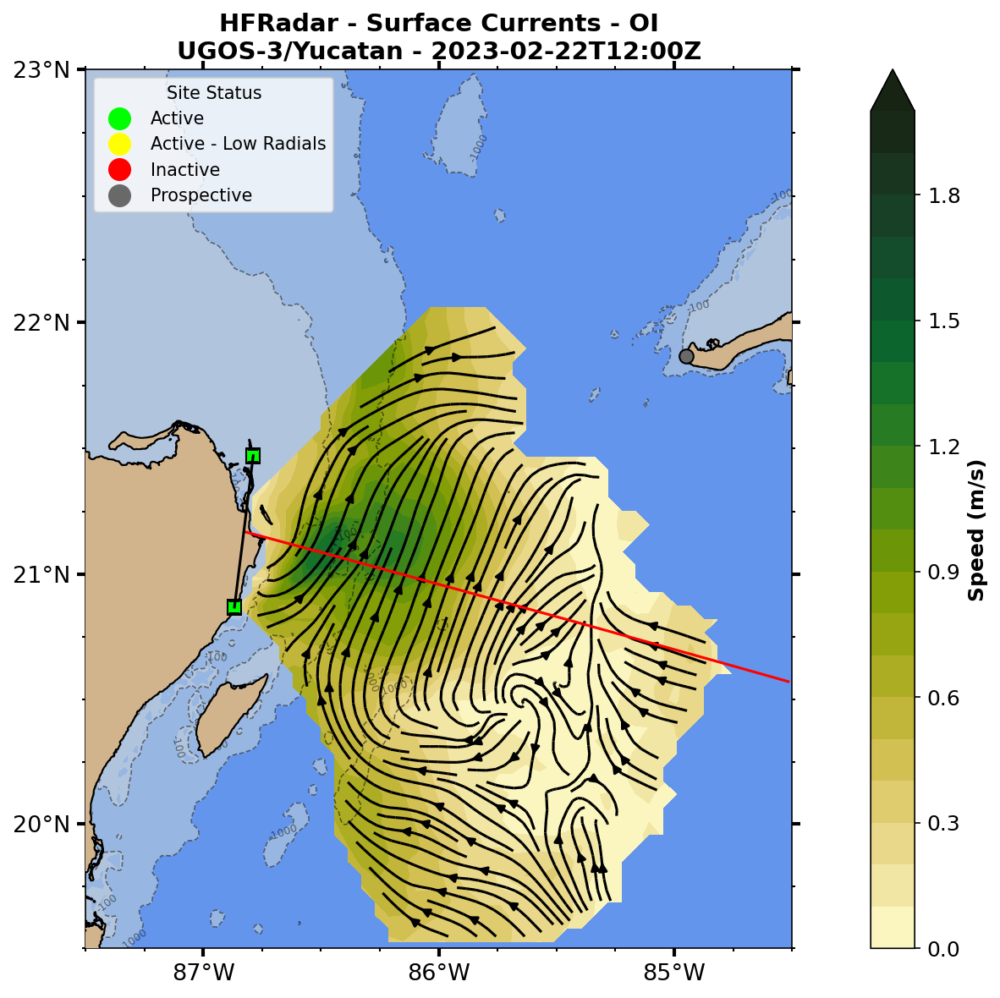 HFRadar - Surface Currents - OI
UGOS-3/Yucatan - 2023-02-22T12:00Z
Site Status
Active
Active - Low Radials
Inactive
Prospective
23°N
22°N
21°N
20°N
87°W
86°W
85°W
-1000
-100
-100
-100
-1000
-1000
-100
-1000
1.8
1.5
1.2
0.9
0.6
0.3
0.0
Speed (m/s)